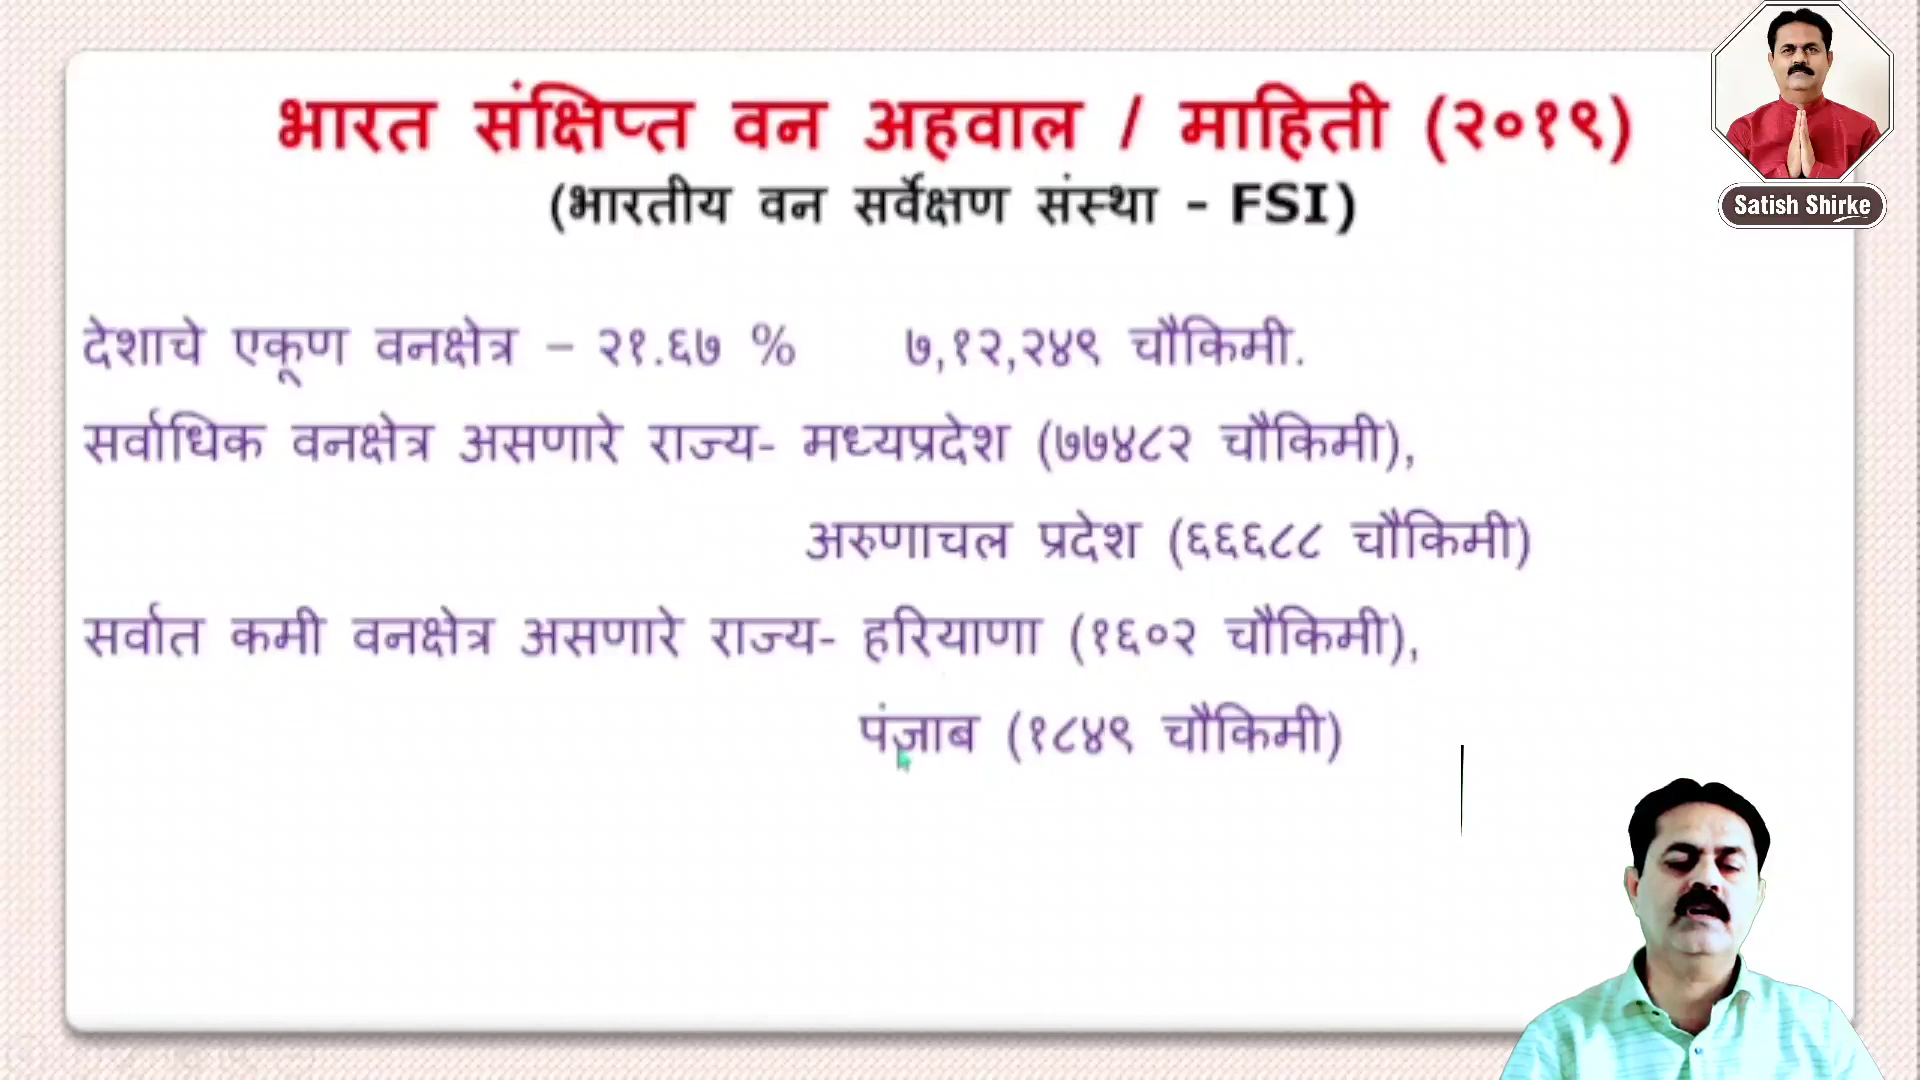 भारत संक्षिप्त वन अहवाल / माहिती (२०१९)
(भारतीय वन सर्वेक्षण संस्था - FSI)
Satish Shirke
देशाचे एकूण वनक्षेत्र – २१.६७ % ७,१२,२४९ चौकिमी.
सर्वाधिक वनक्षेत्र असणारे राज्य- मध्यप्रदेश (७७४८२ चौकिमी),
अरुणाचल प्रदेश (६६६८८ चौकिमी)
सर्वात कमी वनक्षेत्र असणारे राज्य- हरियाणा (१६०२ चौकिमी),
पंजाब (१८४९ चौकिमी)